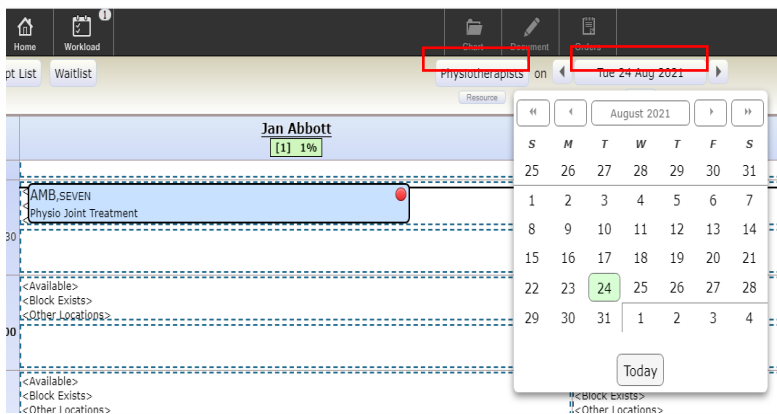 1
Home Workload Chart Document Orders
pt List Waitlist Physiotherapists on Tue 24 Aug 2021
Resource
August 2021
Jan Abbott
[1] 1%
S M T W T F S
25 26 27 28 29 30 31
1 2 3 4 5 6 7
8 9 10 11 12 13 14
15 16 17 18 19 20 21
22 23 24 25 26 27 28
29 30 31 1 2 3 4
Today
AMB,SEVEN
Physio Joint Treatment
30
<Available>
<Block Exists>
<Other Locations>
00
<Available>
<Block Exists>
<Other Locations>
<Block Exists>
<Other Locations>